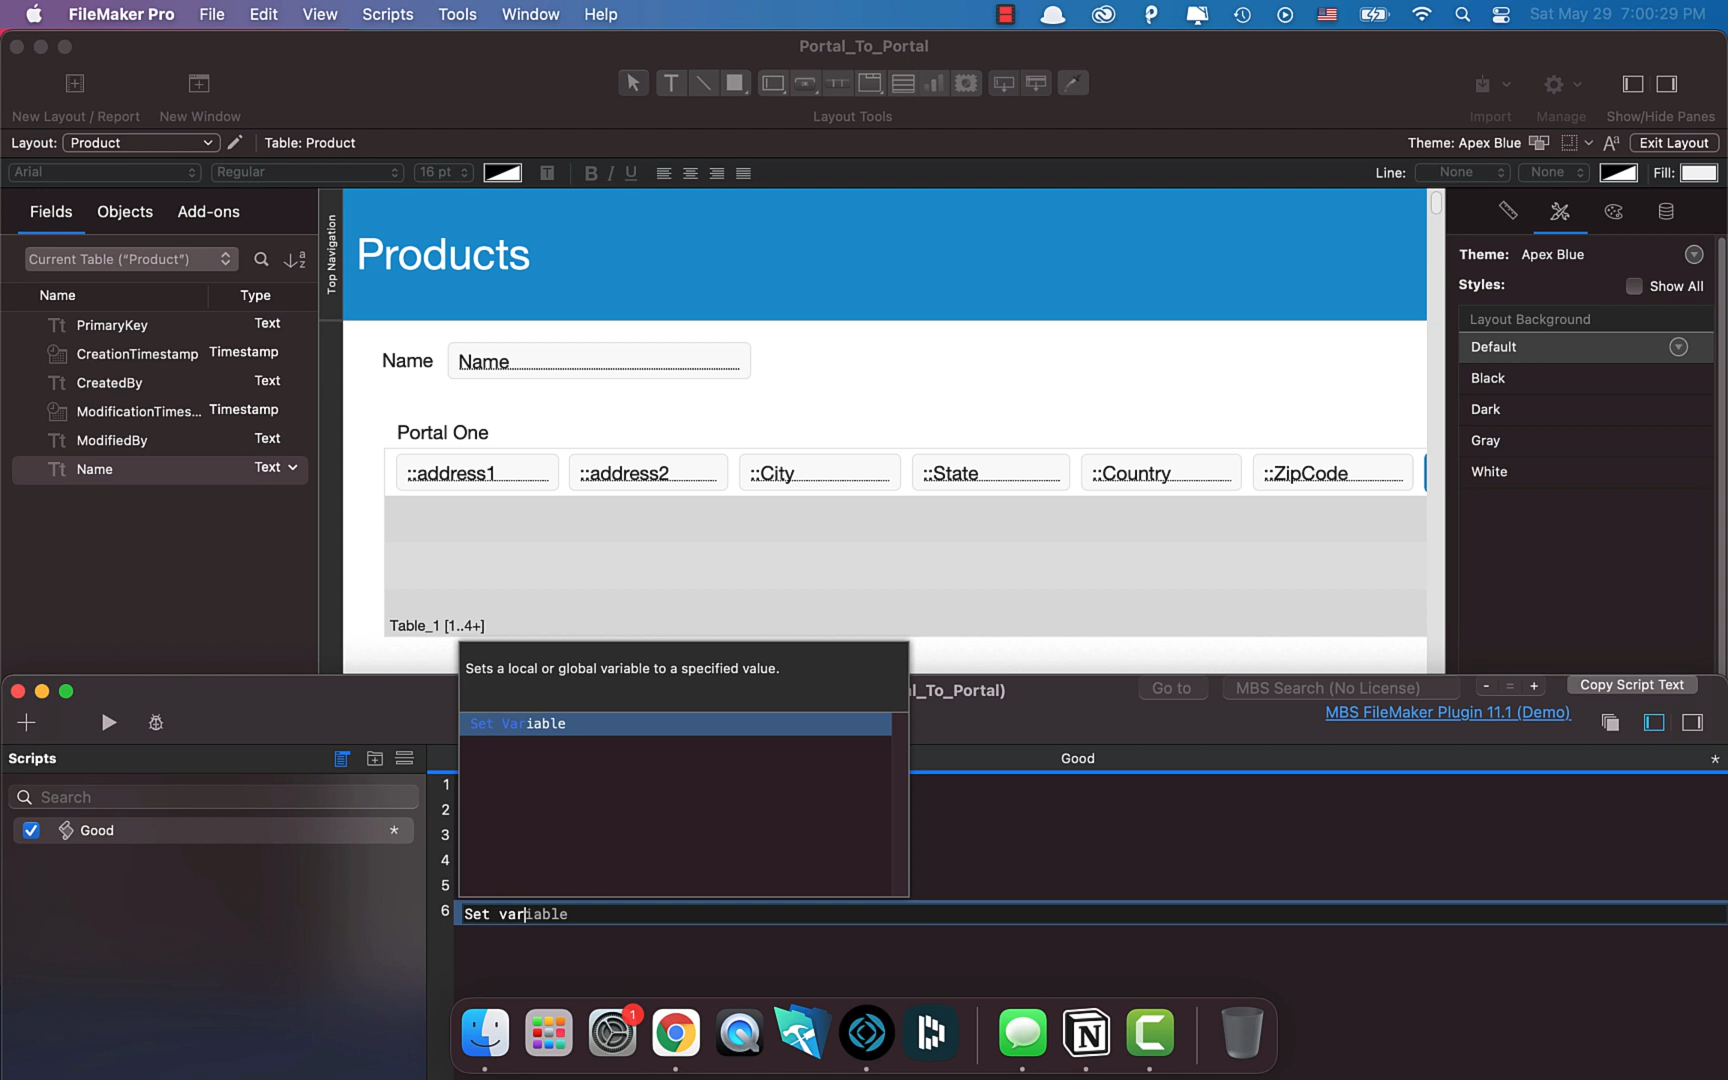 FileMaker Pro File Edit View Scripts Tools Window Help Sat May 29 7:00:29 PM
Portal_To_Portal
New Layout / Report New Window Layout Tools Import Manage Show/Hide Panes
Layout: Product Table: Product Theme: Apex Blue Aa Exit Layout
Arial Regular 16 pt B I U Line: None None Fill:
Fields Objects Add-ons
Current Table ("Product")
Name Type
Tt PrimaryKey Text
CreationTimestamp Timestamp
Tt CreatedBy Text
ModificationTimes... Timestamp
Tt ModifiedBy Text
Tt Name Text
Top Navigation
Products
Name Name
Portal One
::address1 ::address2 ::City ::State ::Country ::ZipCode
Table_1 [1..4+]
Theme: Apex Blue
Styles: Show All
Layout Background
Default
Black
Dark
Gray
White
Sets a local or global variable to a specified value.
Set Variable
l_To_Portal) Go to MBS Search (No License) - = + Copy Script Text
MBS FileMaker Plugin 11.1 (Demo)
Scripts
Search
Good *
Good *
1
2
3
4
5
6 Set variable
1